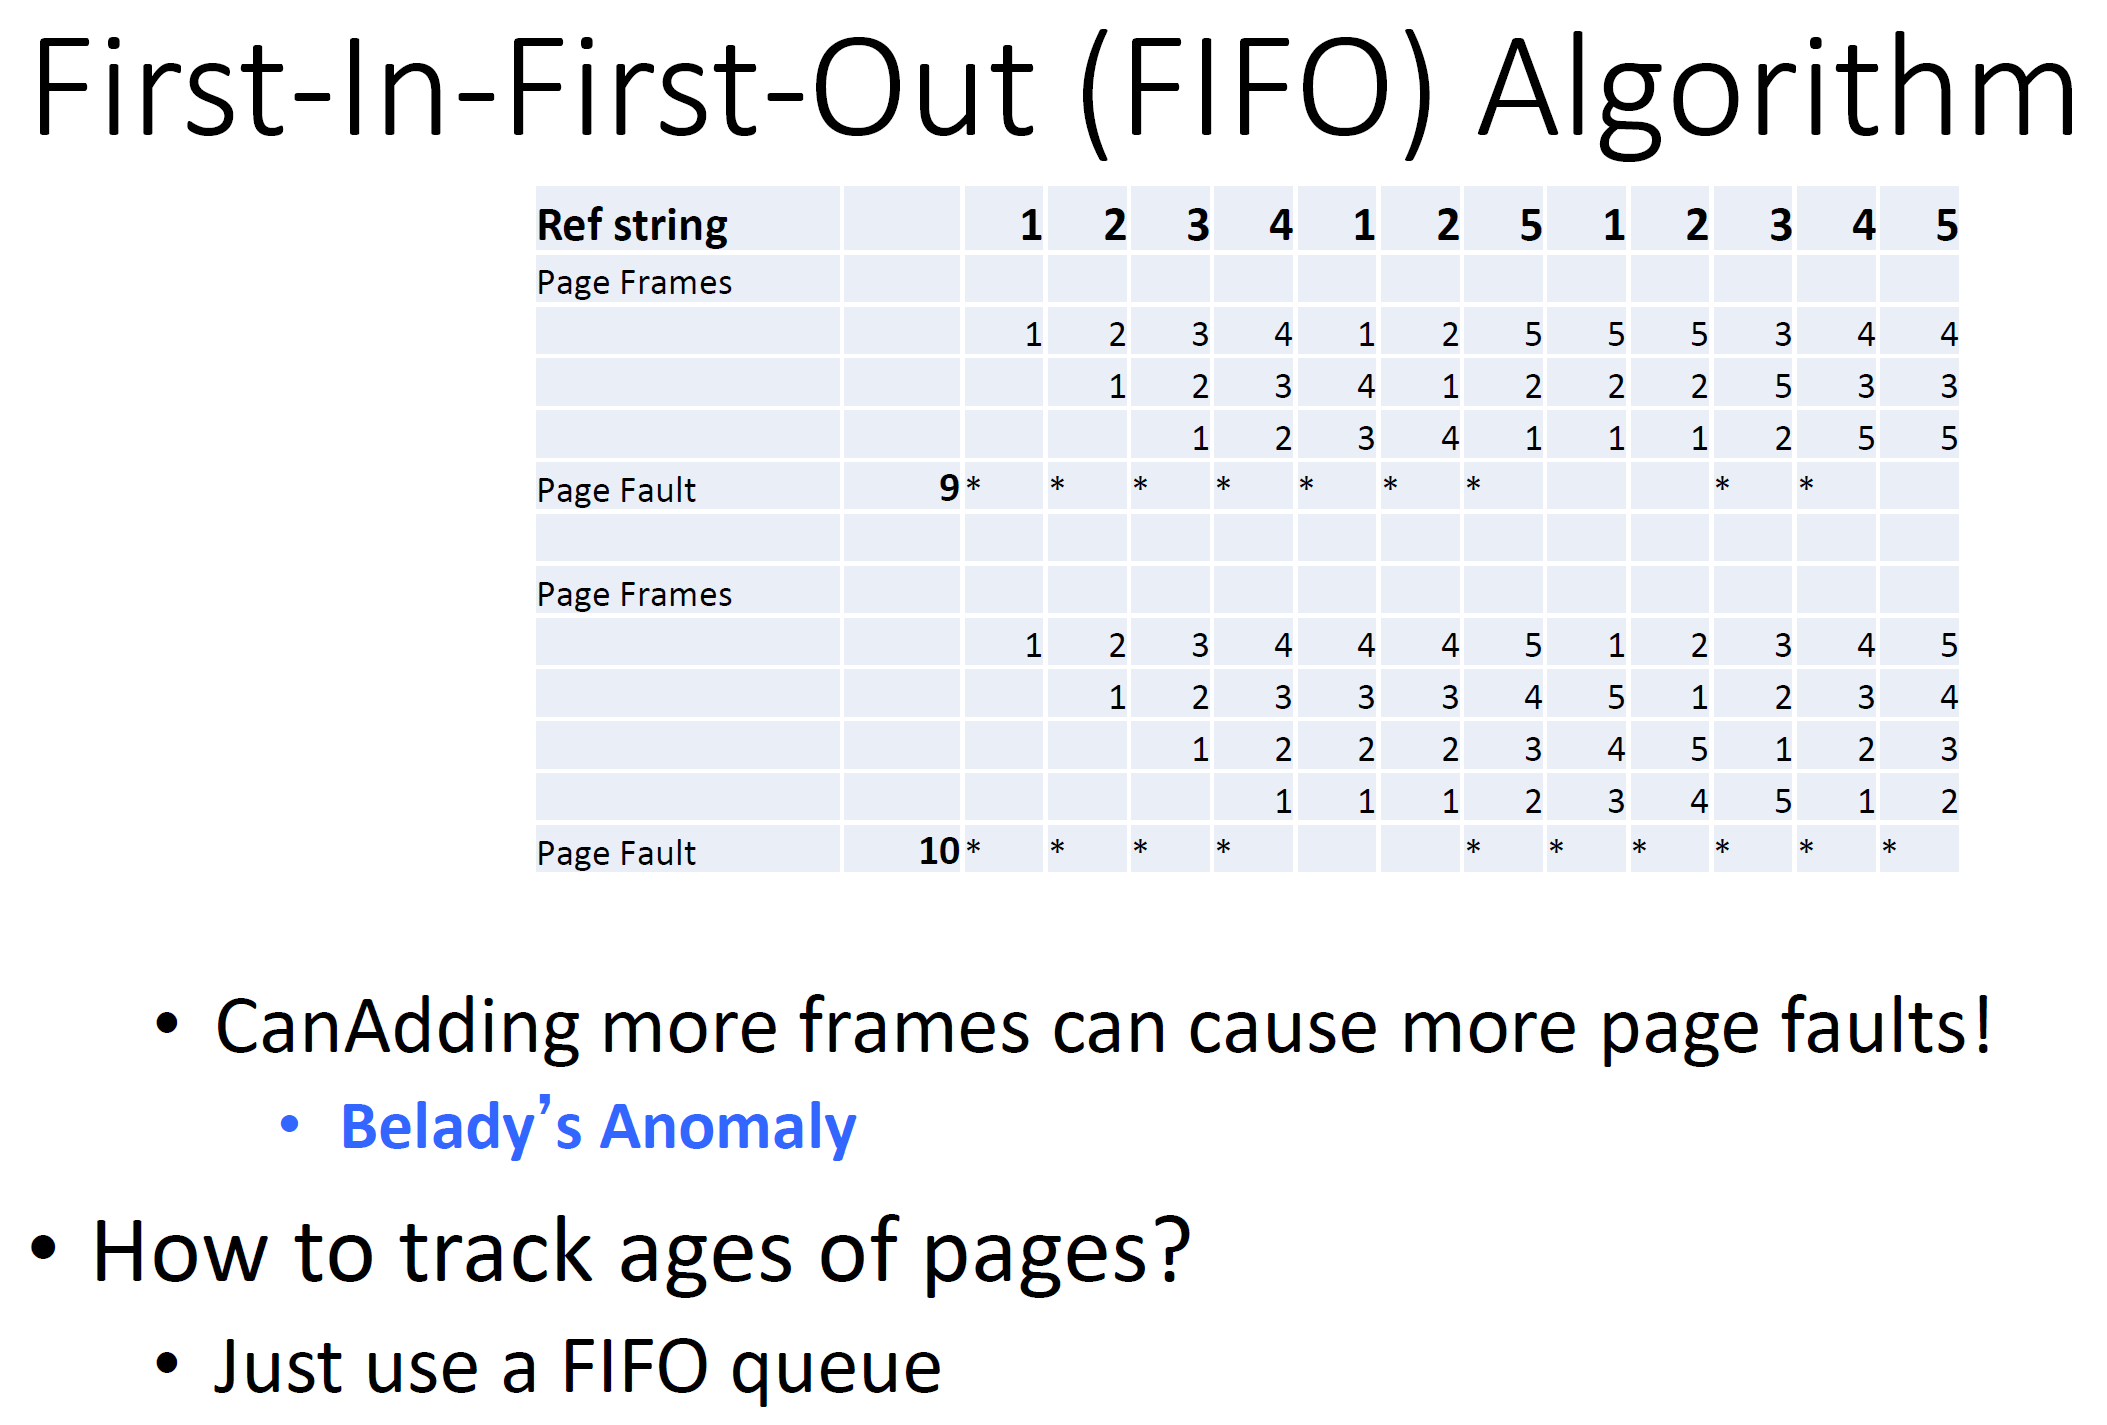 First-In-First-Out (FIFO) Algorithm
Ref string 1 2 3 4 1 2 5 1 2 3 4 5
Page Frames
1 2 3 4 1 2 5 5 5 3 4 4
1 2 3 4 1 2 2 2 5 3 3
1 2 3 4 1 1 1 2 5 5
Page Fault 9 * * * * * * * * *
Page Frames
1 2 3 4 4 4 5 1 2 3 4 5
1 2 3 3 3 4 5 1 2 3 4
1 2 2 2 3 4 5 1 2 3
1 1 1 2 3 4 5 1 2
Page Fault 10 * * * * * * * * * *
• CanAdding more frames can cause more page faults!
• Belady’s Anomaly
• How to track ages of pages?
• Just use a FIFO queue